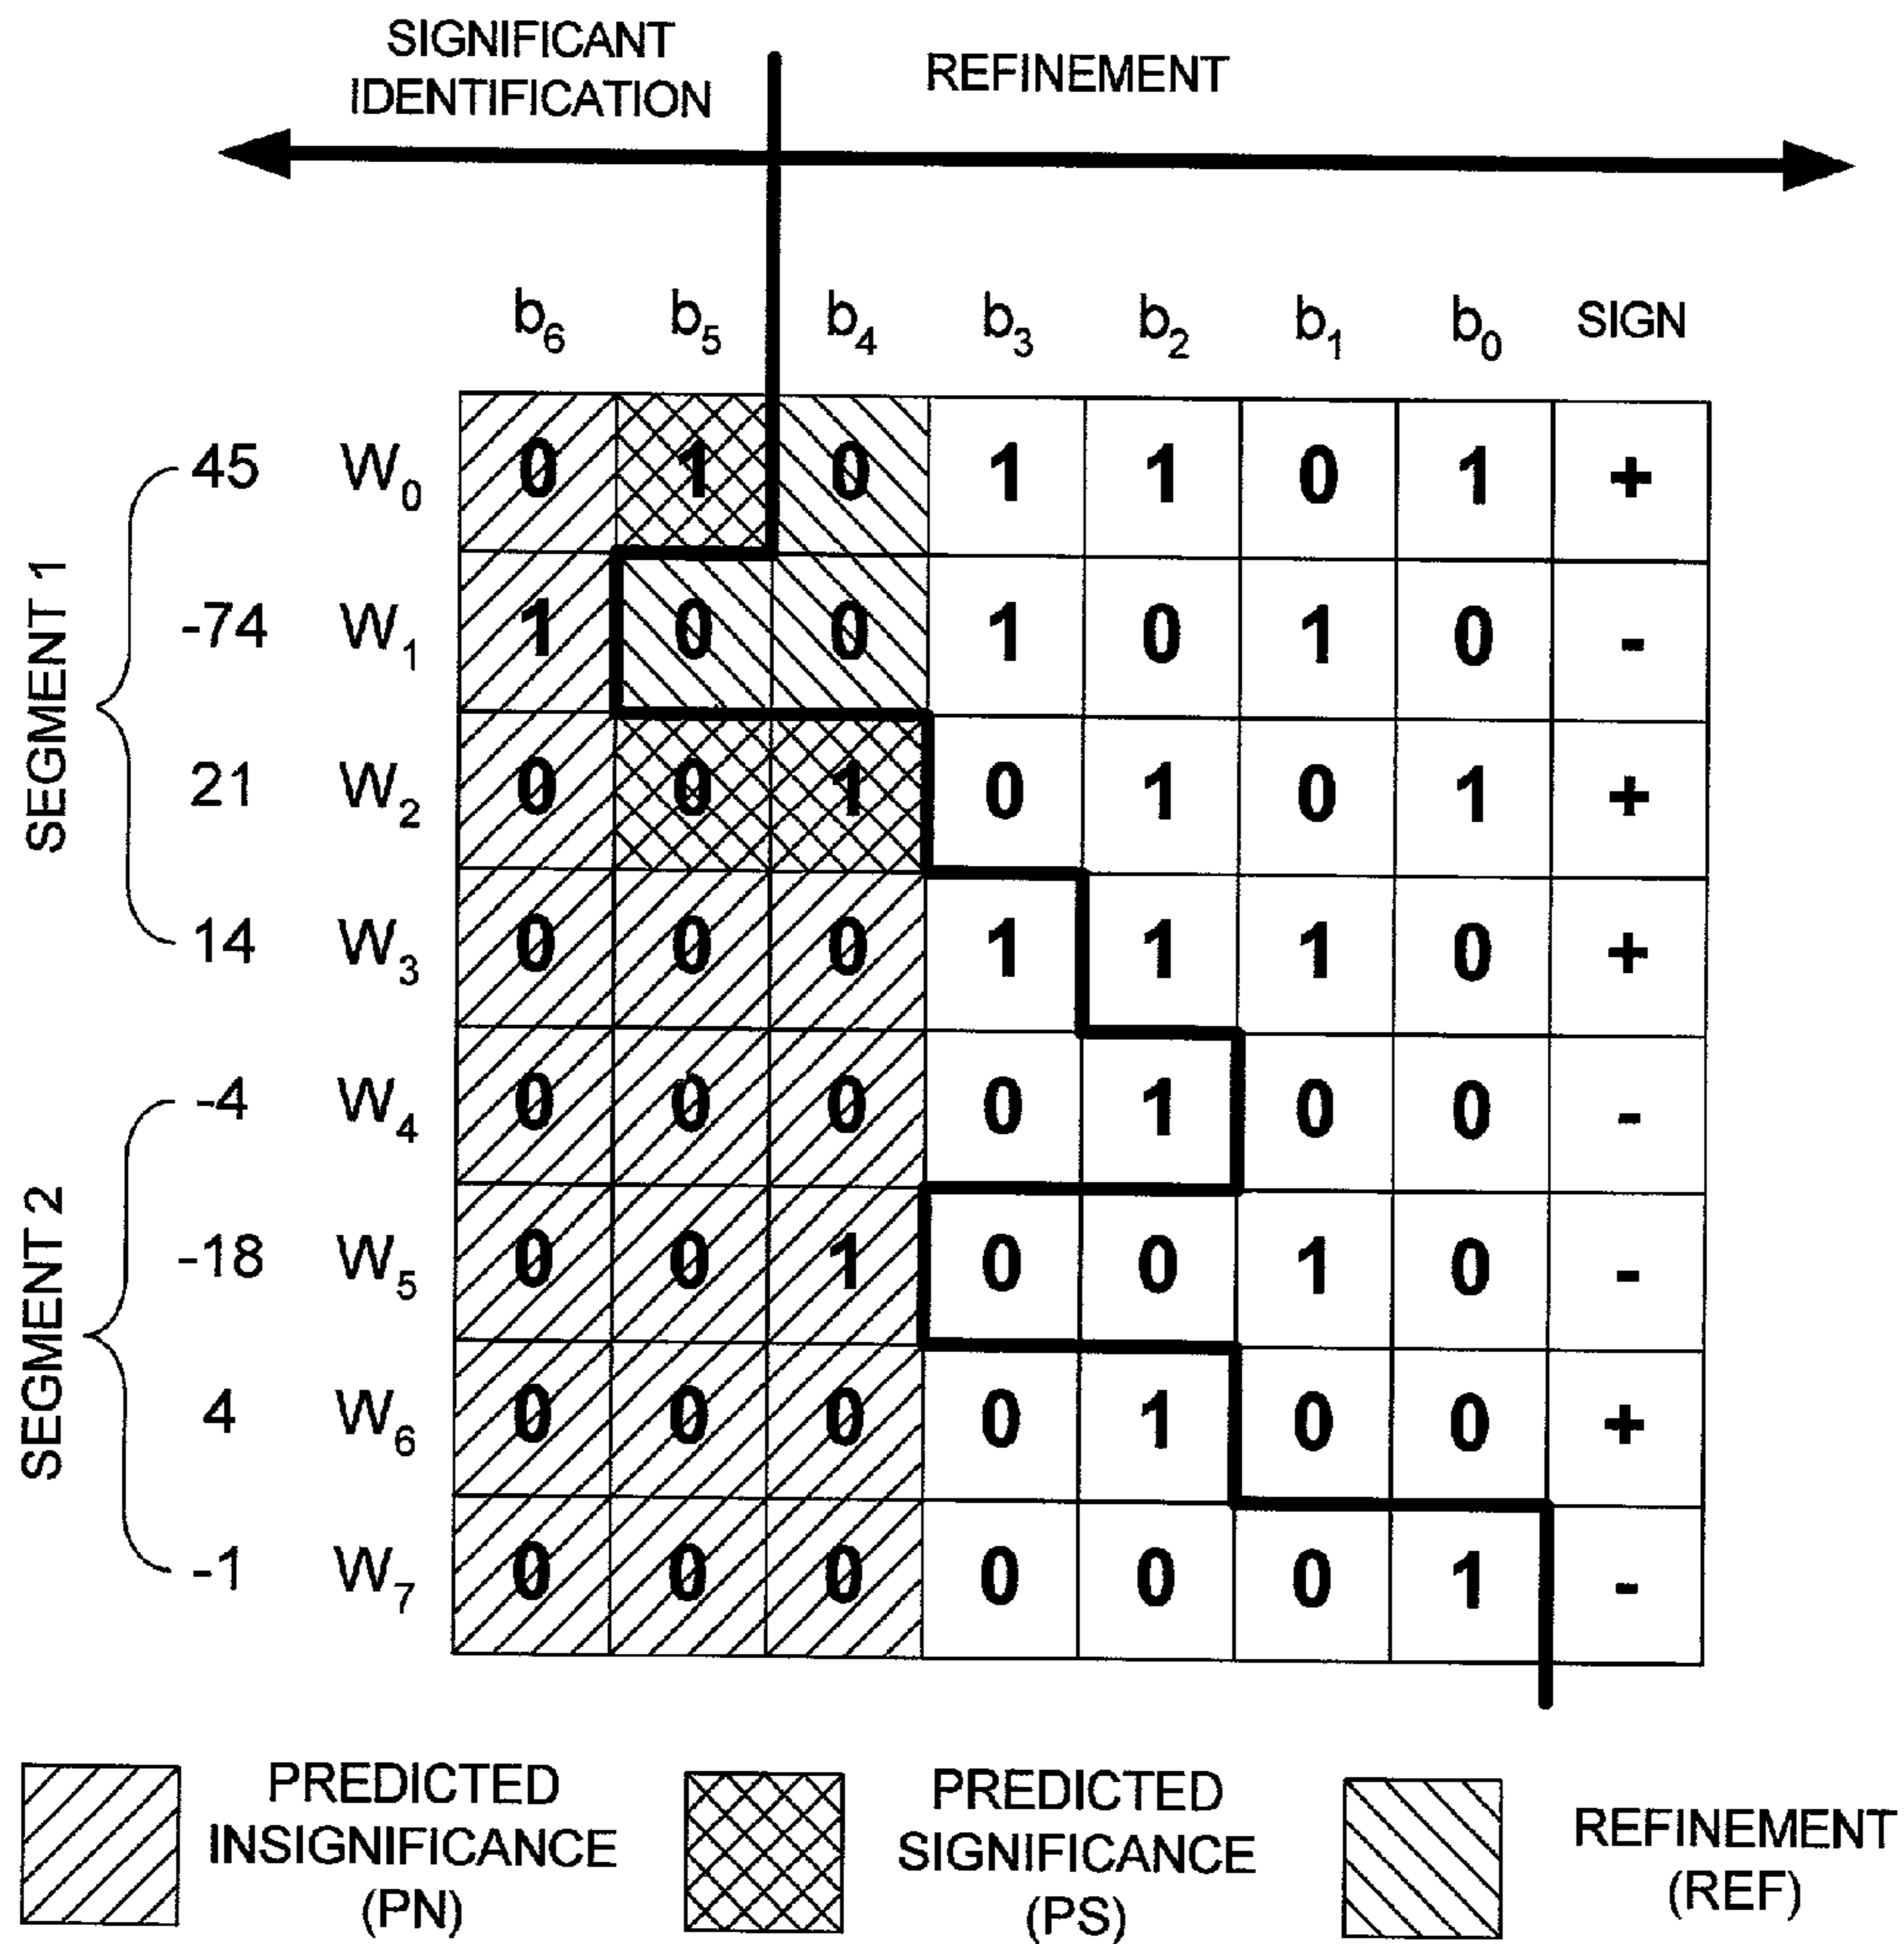 SIGNIFICANT
IDENTIFICATION
REFINEMENT
b6 b5 b4 b3 b2 b1 b0 SIGN
SEGMENT 1
45 W0 0 1 0 1 1 0 1 +
-74 W1 1 0 0 1 0 1 0 -
21 W2 0 0 1 0 1 0 1 +
14 W3 0 0 0 1 1 1 0 +
SEGMENT 2
-4 W4 0 0 0 0 1 0 0 -
-18 W5 0 0 1 0 0 1 0 -
4 W6 0 0 0 0 1 0 0 +
-1 W7 0 0 0 0 0 0 1 -
PREDICTED
INSIGNIFICANCE
(PN)
PREDICTED
SIGNIFICANCE
(PS)
REFINEMENT
(REF)